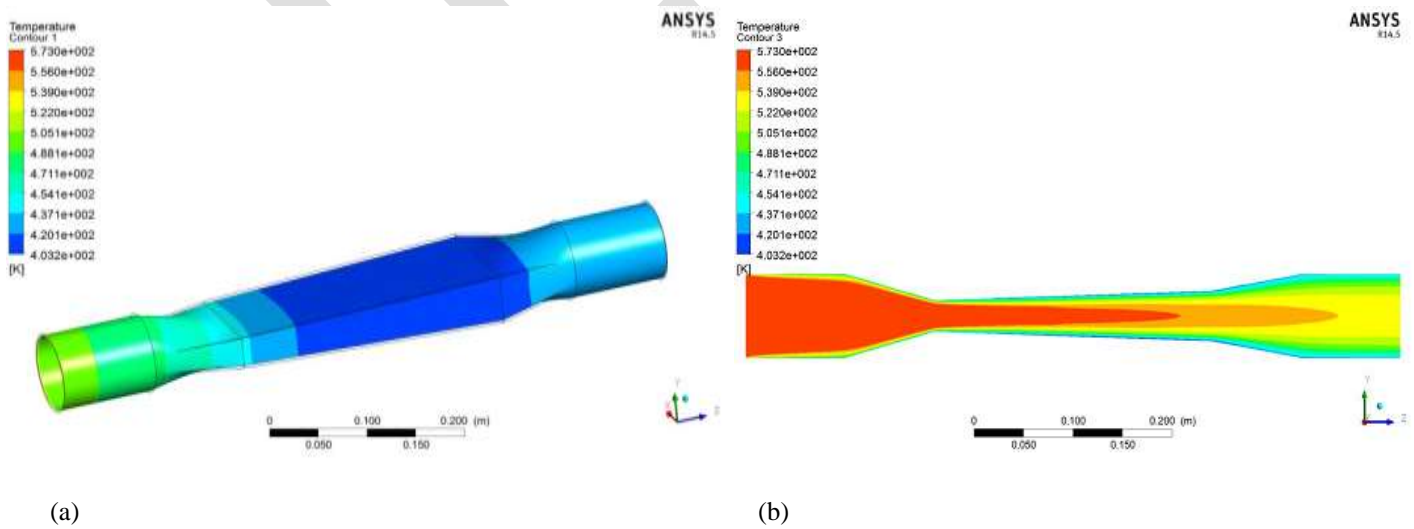 Temperature
Contour 1
5.730e+002
5.560e+002
5.390e+002
5.220e+002
5.051e+002
4.881e+002
4.711e+002
4.541e+002
4.371e+002
4.201e+002
4.032e+002
[K]
ANSYS
R14.5
0 0.100 0.200 (m)
0.050 0.150
Y
X
Z
(a)
Temperature
Contour 3
5.730e+002
5.560e+002
5.390e+002
5.220e+002
5.051e+002
4.881e+002
4.711e+002
4.541e+002
4.371e+002
4.201e+002
4.032e+002
[K]
ANSYS
R14.5
0 0.100 0.200 (m)
0.050 0.150
Y
Z
(b)